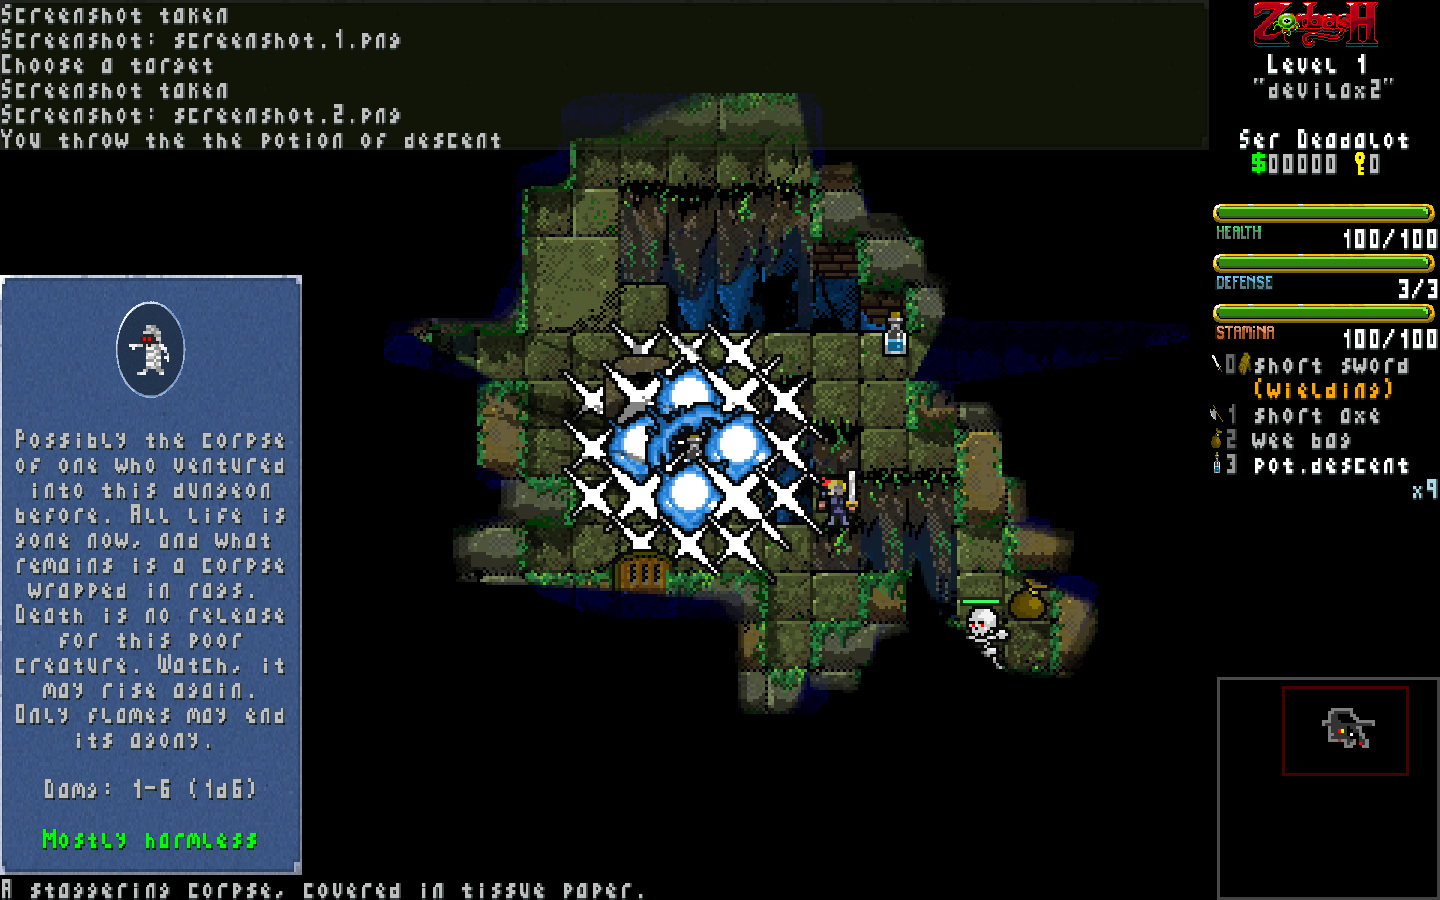 Screenshot taken
Screenshot: screenshot.1.png
Choose a target
Screenshot taken
Screenshot: screenshot.2.png
You throw the the potion of descent
Zorbus
Level 1
"devilax2"
Ser Deadalot
$00000 0
HEALTH
100/100
DEFENSE
3/3
STAMINA
100/100
0 short sword
(Wielding)
1 short axe
2 Wee bag
3 pot.descent
x9
Possibly the corpse
of one who ventured
into this dungeon
before. All life is
gone now, and what
remains is a corpse
wrapped in rags.
Death is no release
for this poor
creature. Watch, it
may rise again.
Only flames may end
its agony.
Damg: 1-6 (1d6)
Mostly harmless
A staggering corpse, covered in tissue paper.